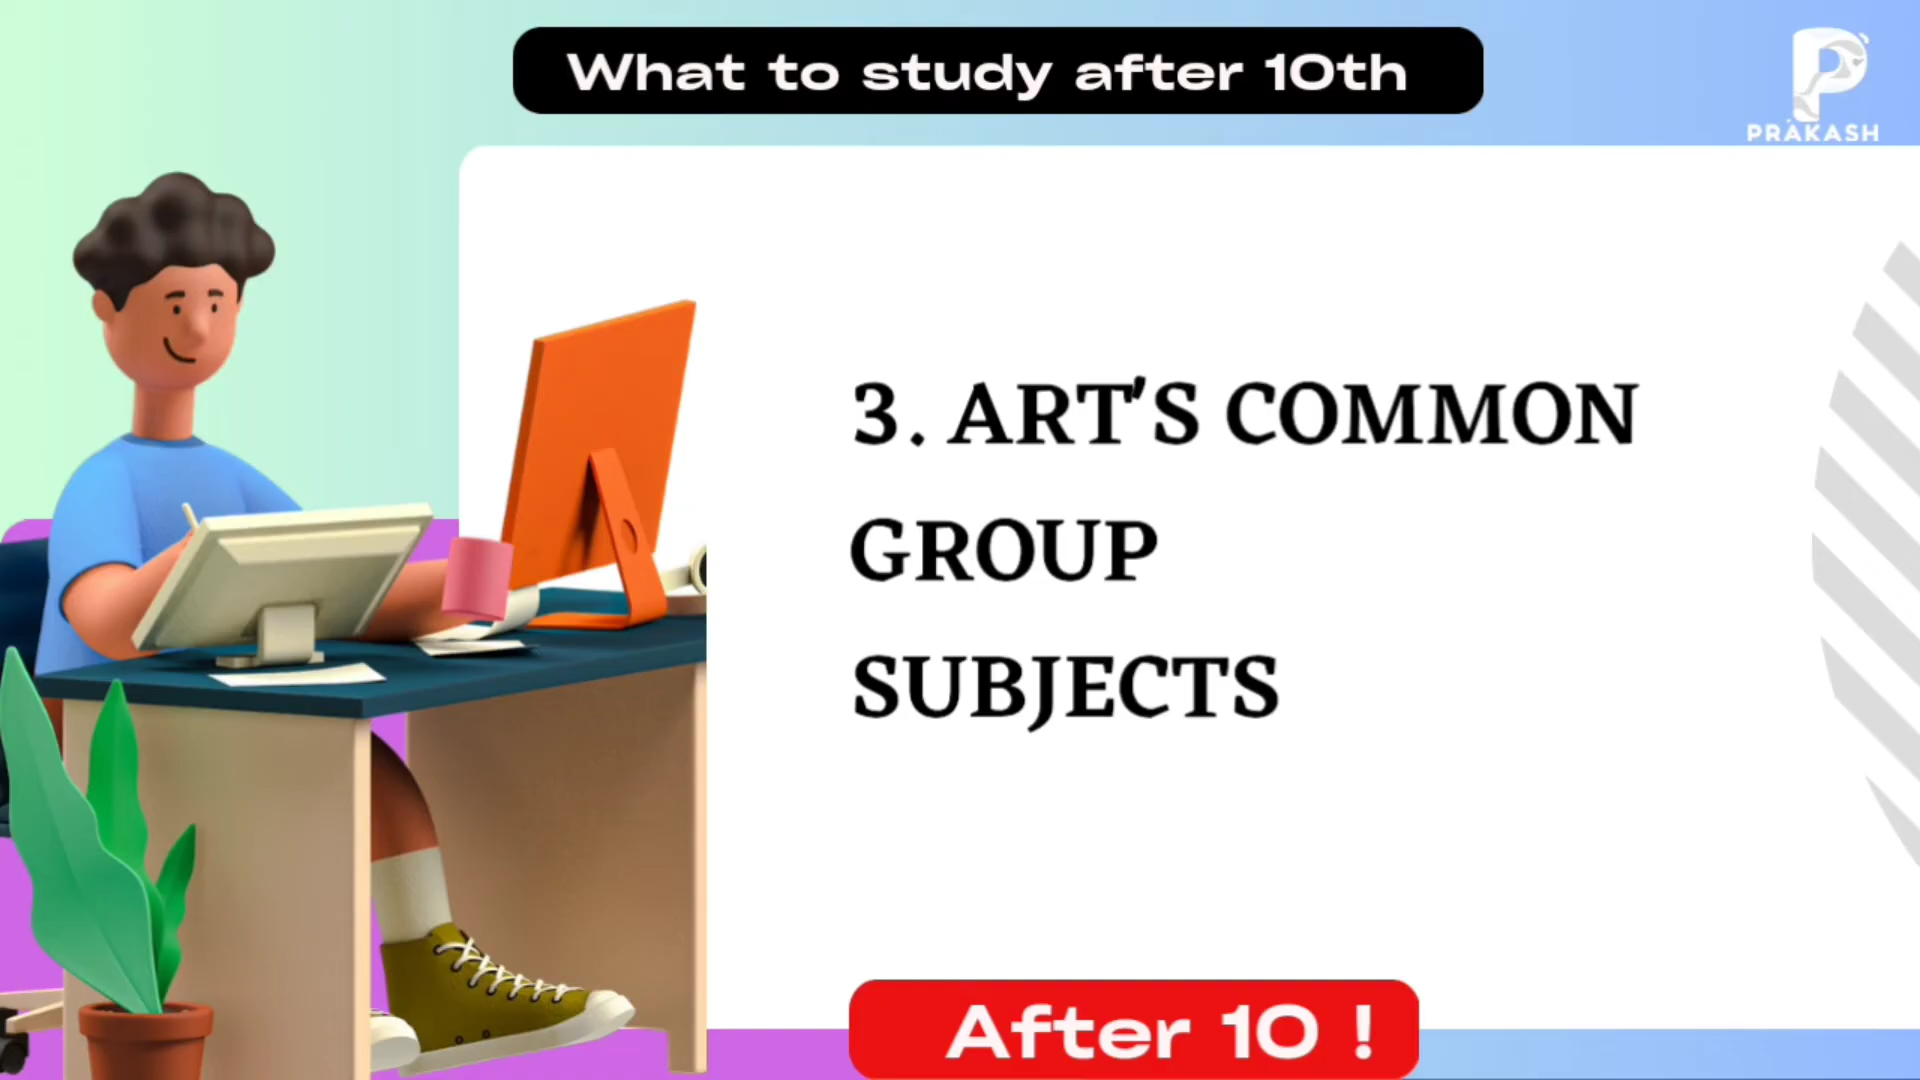 What to study after 10th
PRAKASH
3. ART'S COMMON
GROUP
SUBJECTS
After 10 !